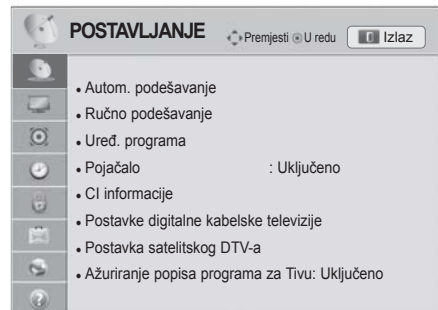 POSTAVLJANJE Premjesti U redu Izlaz
• Autom. podešavanje
• Ručno podešavanje
• Uređ. programa
• Pojačalo : Uključeno
• CI informacije
• Postavke digitalne kabelske televizije
• Postavka satelitskog DTV-a
• Ažuriranje popisa programa za Tivu: Uključeno